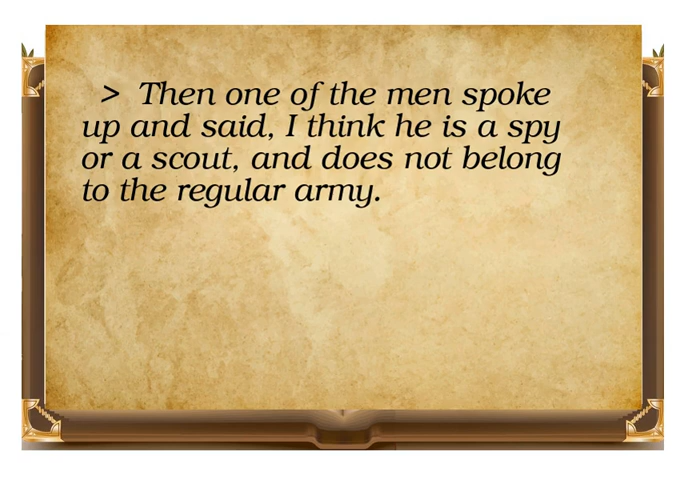 > Then one of the men spoke
up and said, I think he is a spy
or a scout, and does not belong
to the regular army.